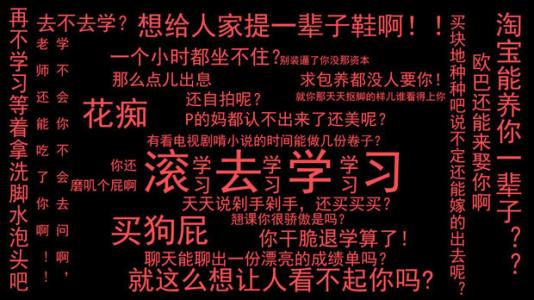 再不学习等着拿洗脚水泡头吧
去不去学？
老师还能吃了你啊！！
学不会你不会去问啊，
想给人家提一辈子鞋啊！！
一个小时都坐不住？
别装逼了你没那资本
那么点儿出息
求包养都没人要你！
还自拍呢？
就你那天天抠脚的样儿谁看得上你
花痴
P的妈都认不出来了还美呢？
有看电视剧啃小说的时间能做几份卷子？
你还
磨叽个屁啊
滚学习去学习学学习习
天天说剁手剁手，还买买买？
翘课你很骄傲是吗？
买狗屁
你干脆退学算了！
聊天能聊出一份漂亮的成绩单吗？
就这么想让人看不起你吗?
买块地种种吧说不定还能嫁的出去呢？
欧巴还能来娶你啊
淘宝能养你一辈子？？